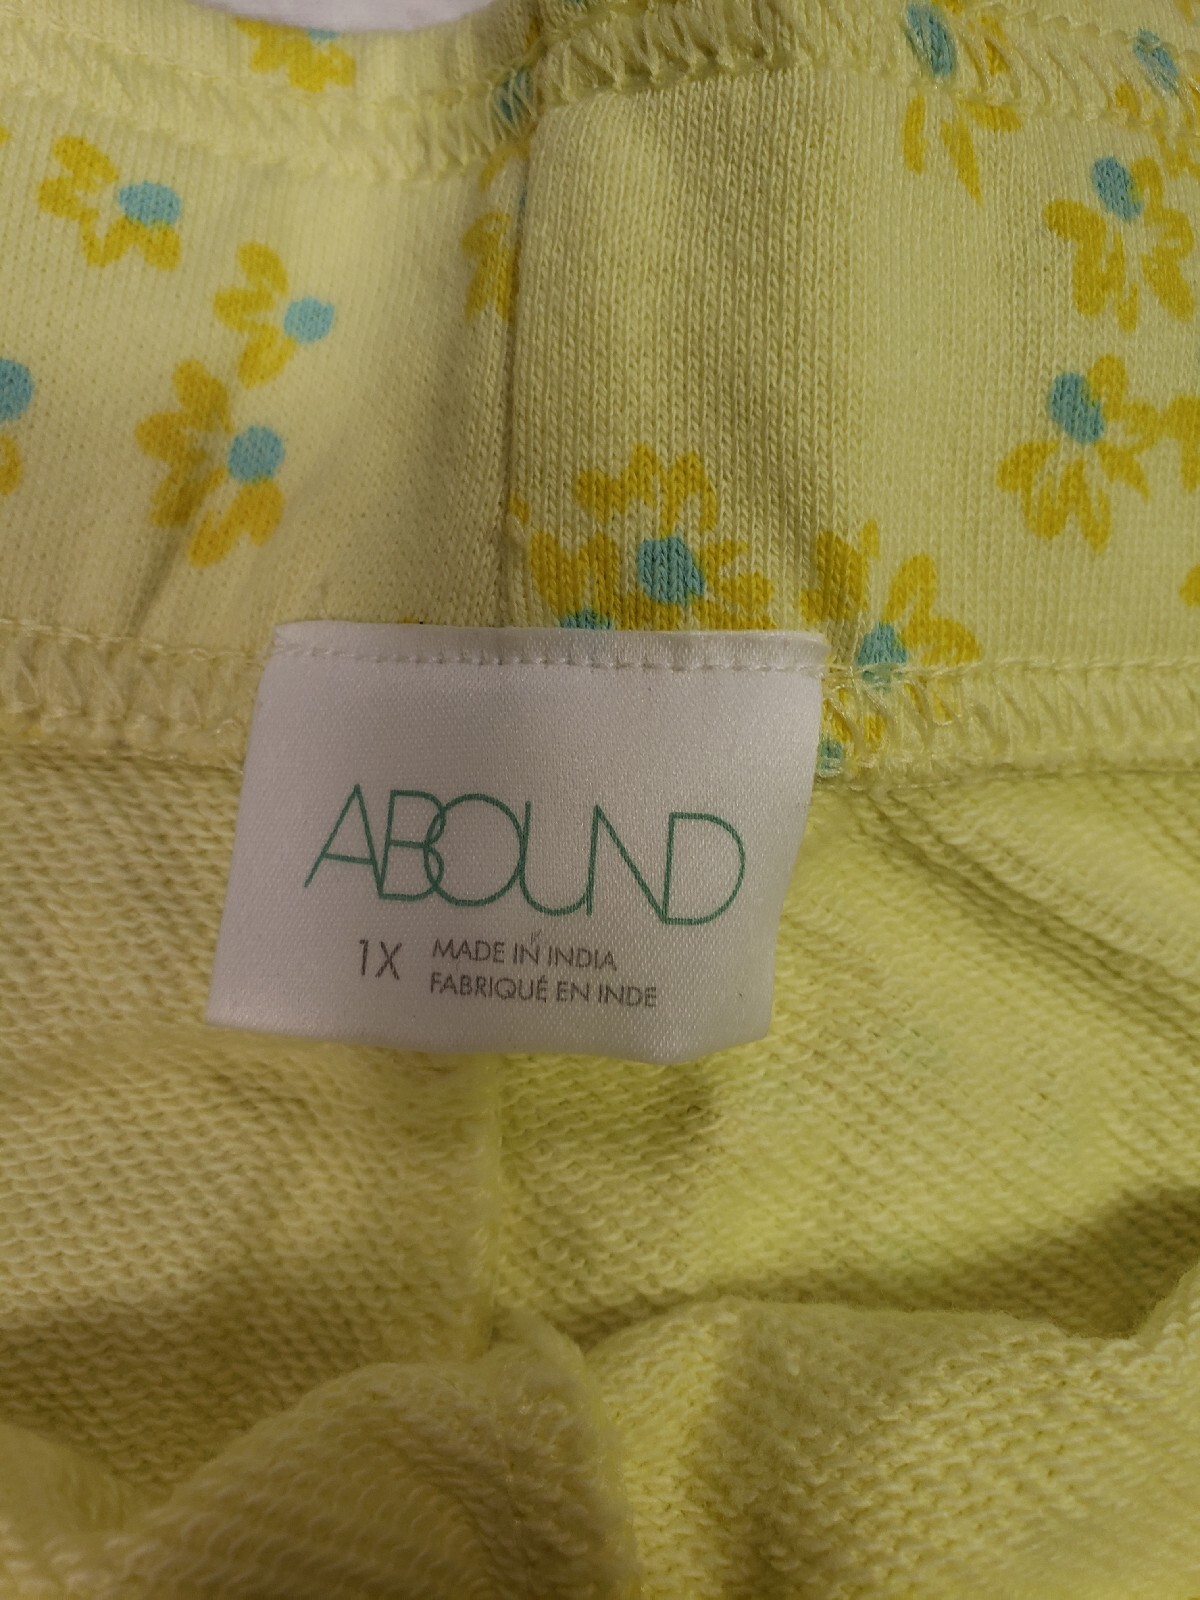 ABOUND
1X MADE IN INDIA
FABRIQUÉ EN INDE